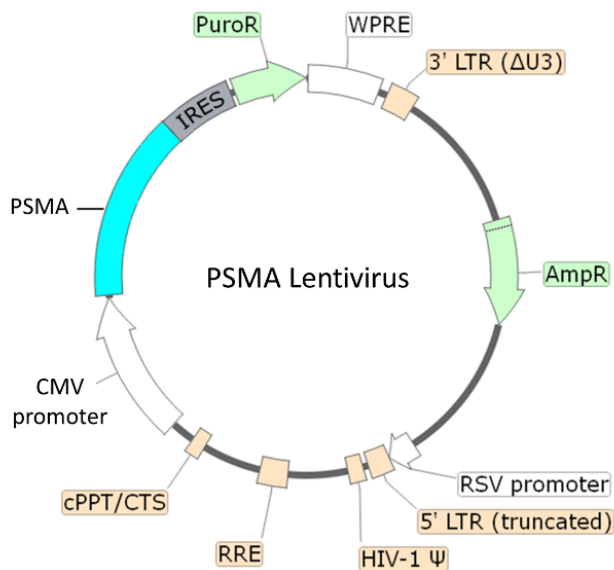 PuroR
WPRE
3' LTR (ΔU3)
IRES
PSMA
PSMA Lentivirus
AmpR
CMV
promoter
RSV promoter
cPPT/CTS
5' LTR (truncated)
RRE
HIV-1 Ψ